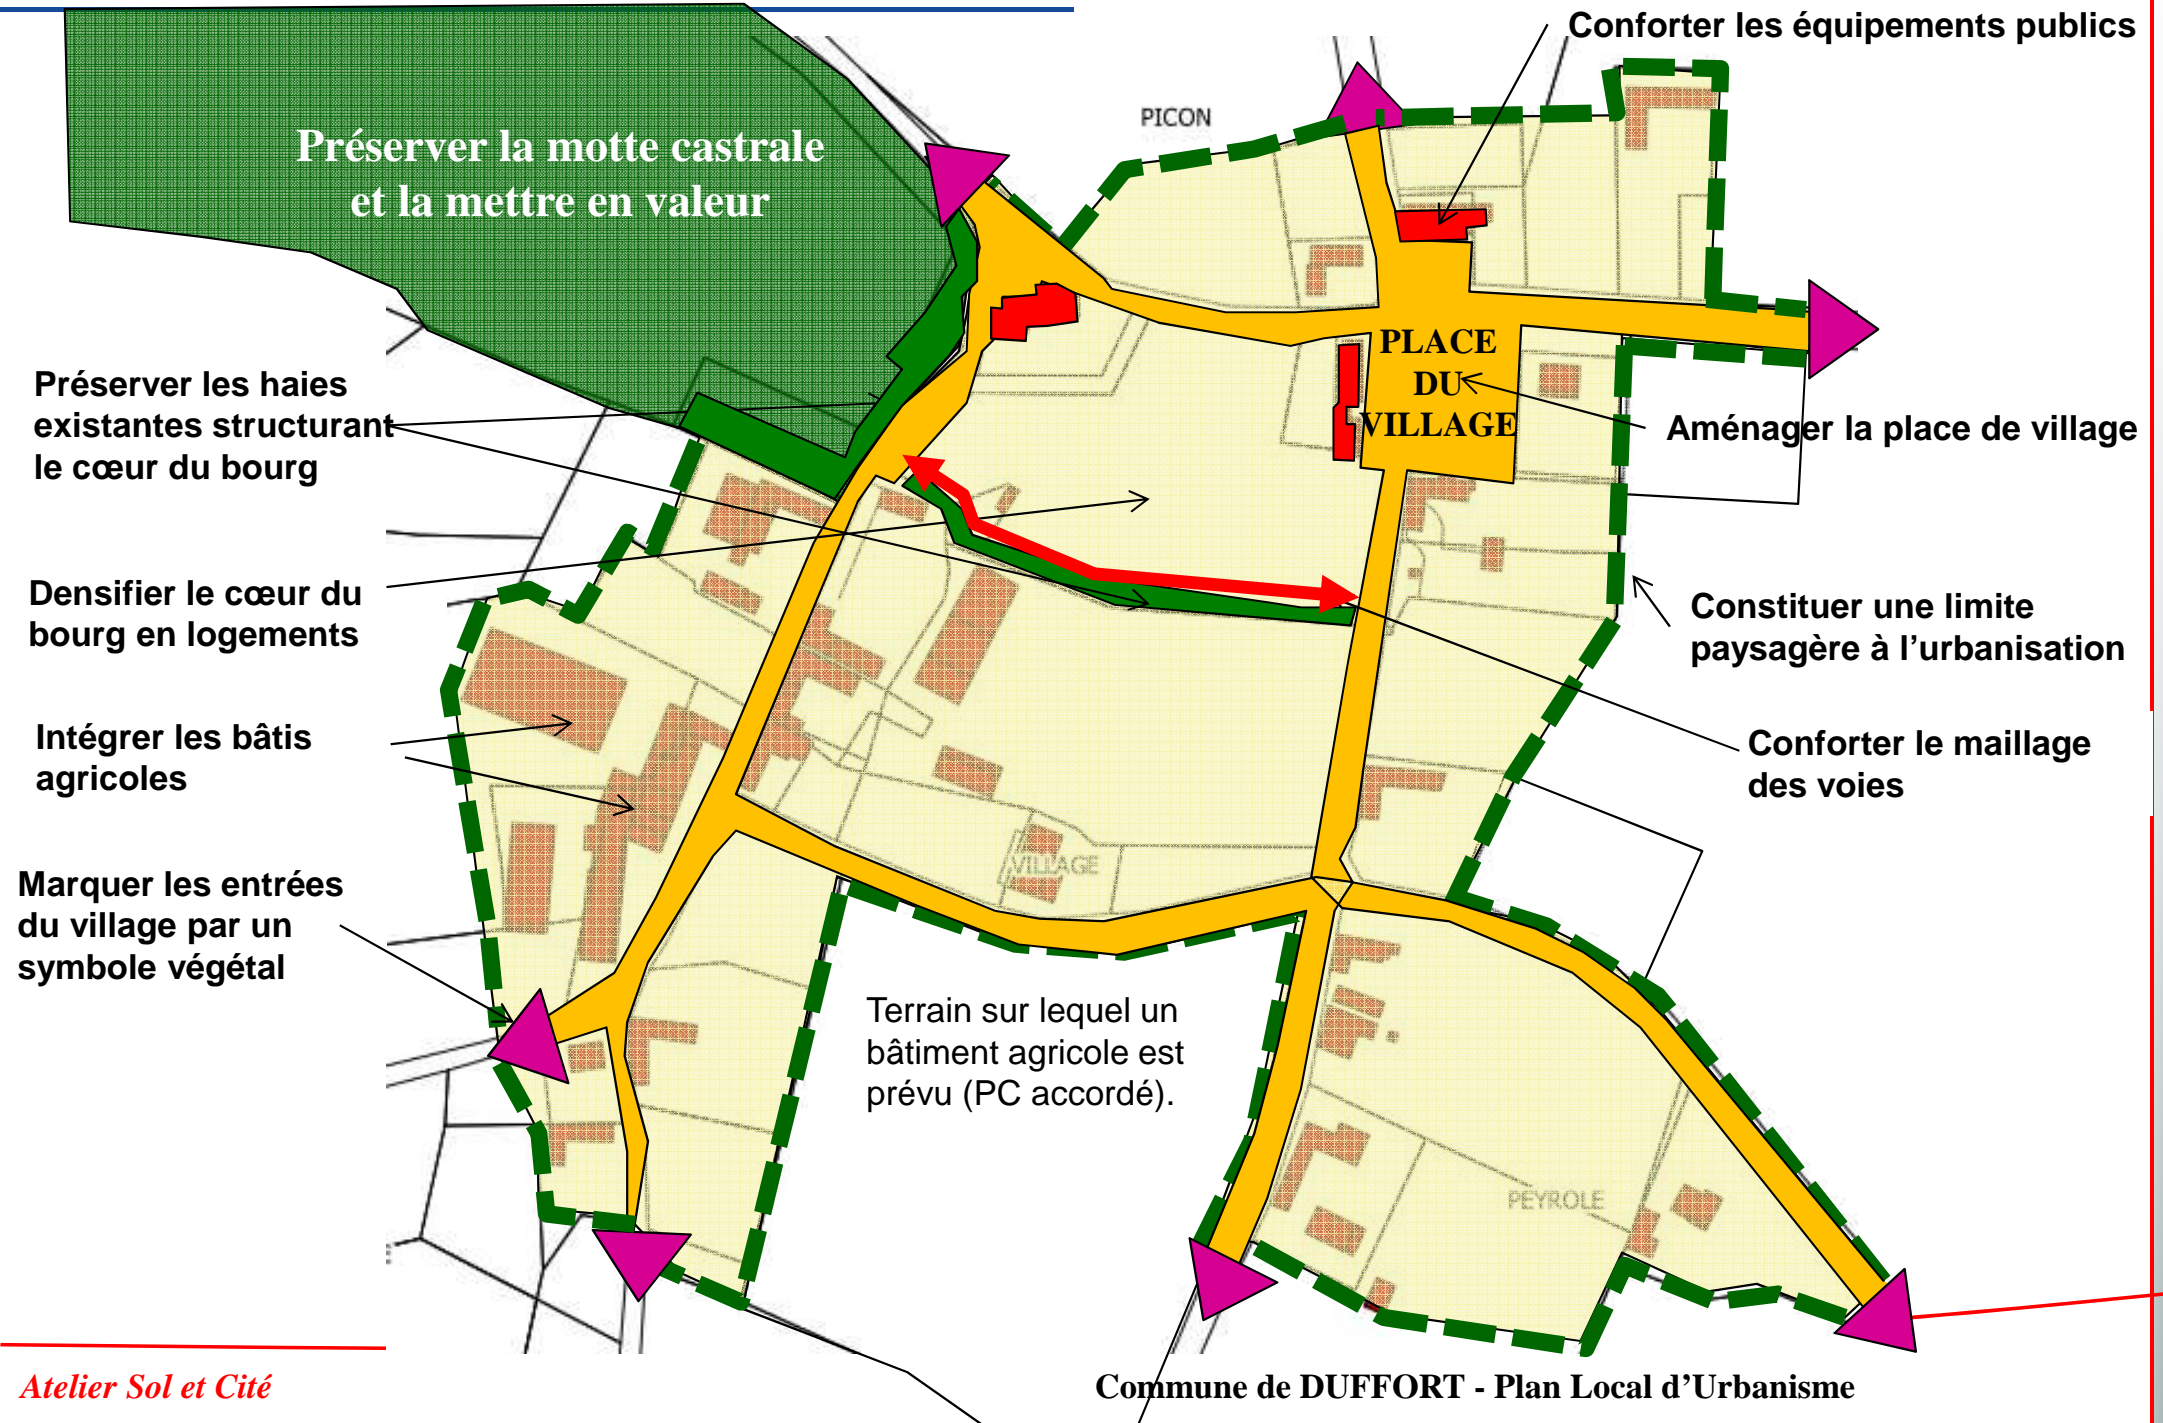 Conforter les équipements publics
PICON
Préserver la motte castrale
et la mettre en valeur
PLACE
DU
VILLAGE
Préserver les haies
existantes structurant
le cœur du bourg
Aménager la place de village
Densifier le cœur du
bourg en logements
Constituer une limite
paysagère à l’urbanisation
Intégrer les bâtis
agricoles
Conforter le maillage
des voies
VILLAGE
Marquer les entrées
du village par un
symbole végétal
Terrain sur lequel un
bâtiment agricole est
prévu (PC accordé).
PEYROLE
Atelier Sol et Cité
Commune de DUFFORT - Plan Local d’Urbanisme